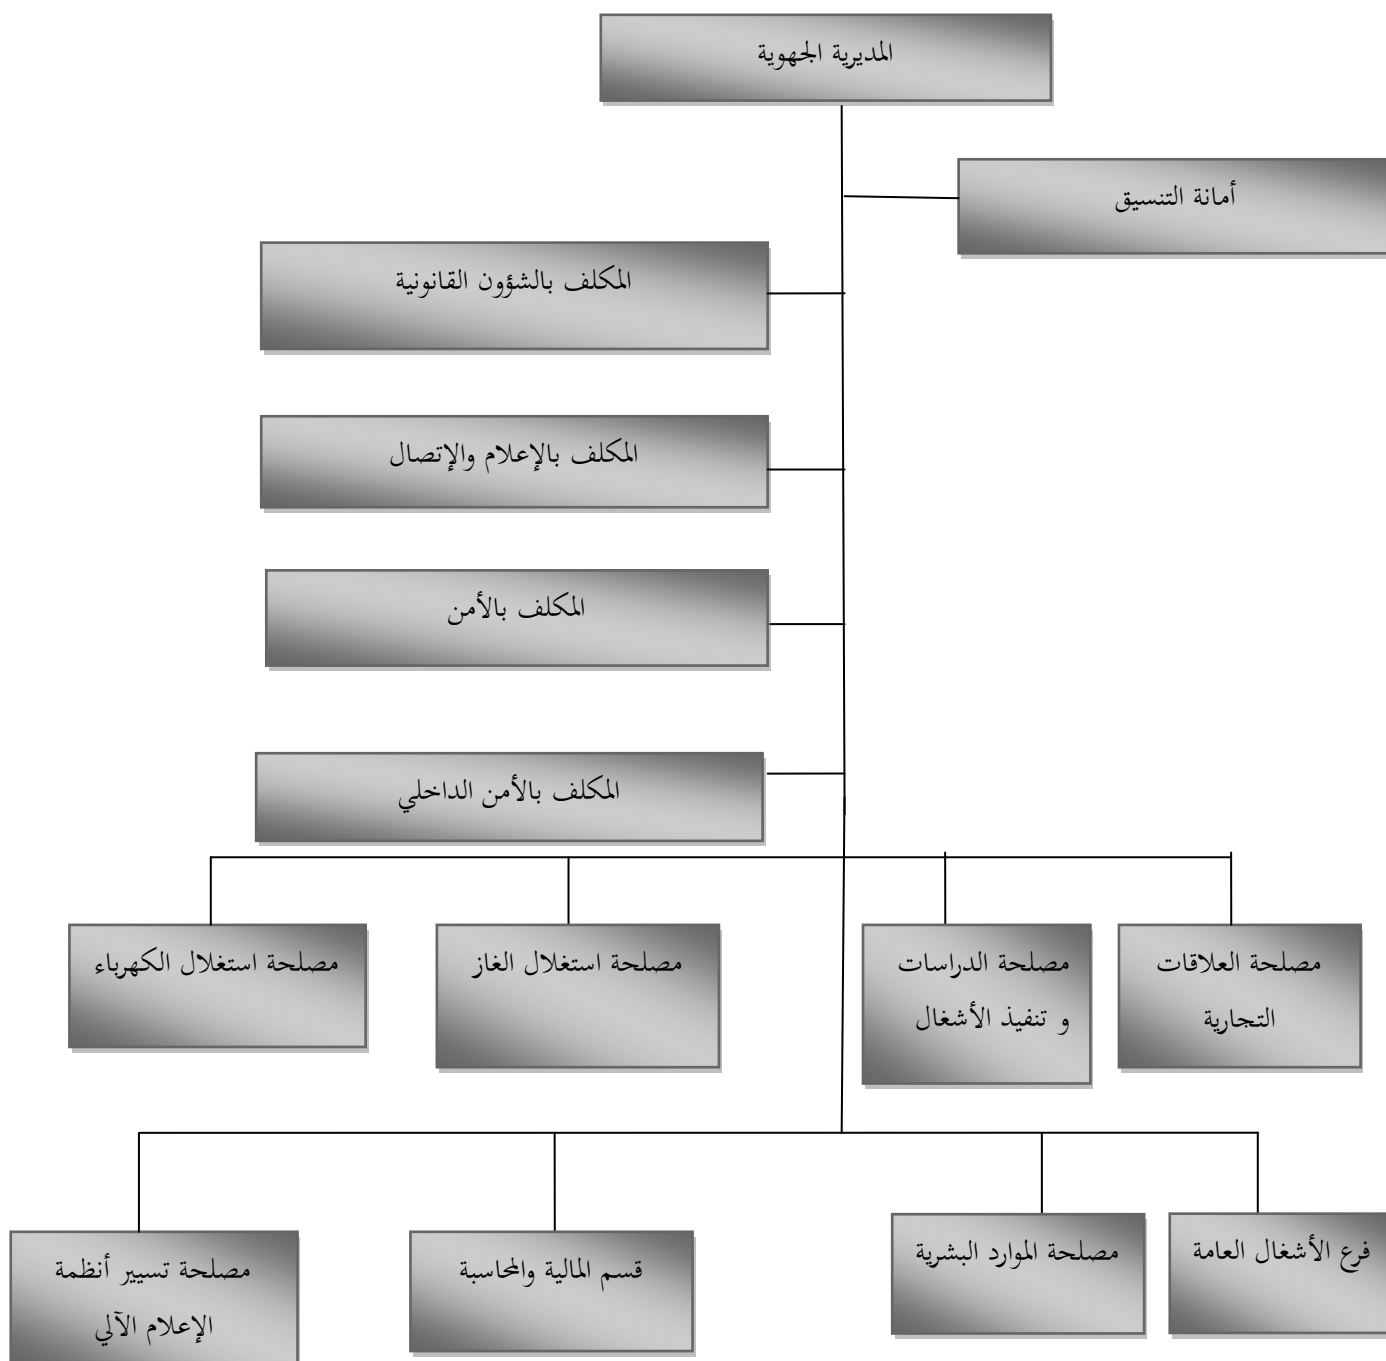 المديرية الجهوية
أمانة التنسيق
المكلف بالشؤون القانونية
المكلف بالإعلام والإتصال
المكلف بالأمن
المكلف بالأمن الداخلي
مصلحة العلاقات
التجارية
مصلحة الدراسات
و تنفيذ الأشغال
مصلحة استغلال الغاز
مصلحة استغلال الكهرباء
فرع الأشغال العامة
مصلحة الموارد البشرية
قسم المالية والمحاسبة
مصلحة تسيير أنظمة
الإعلام الآلي